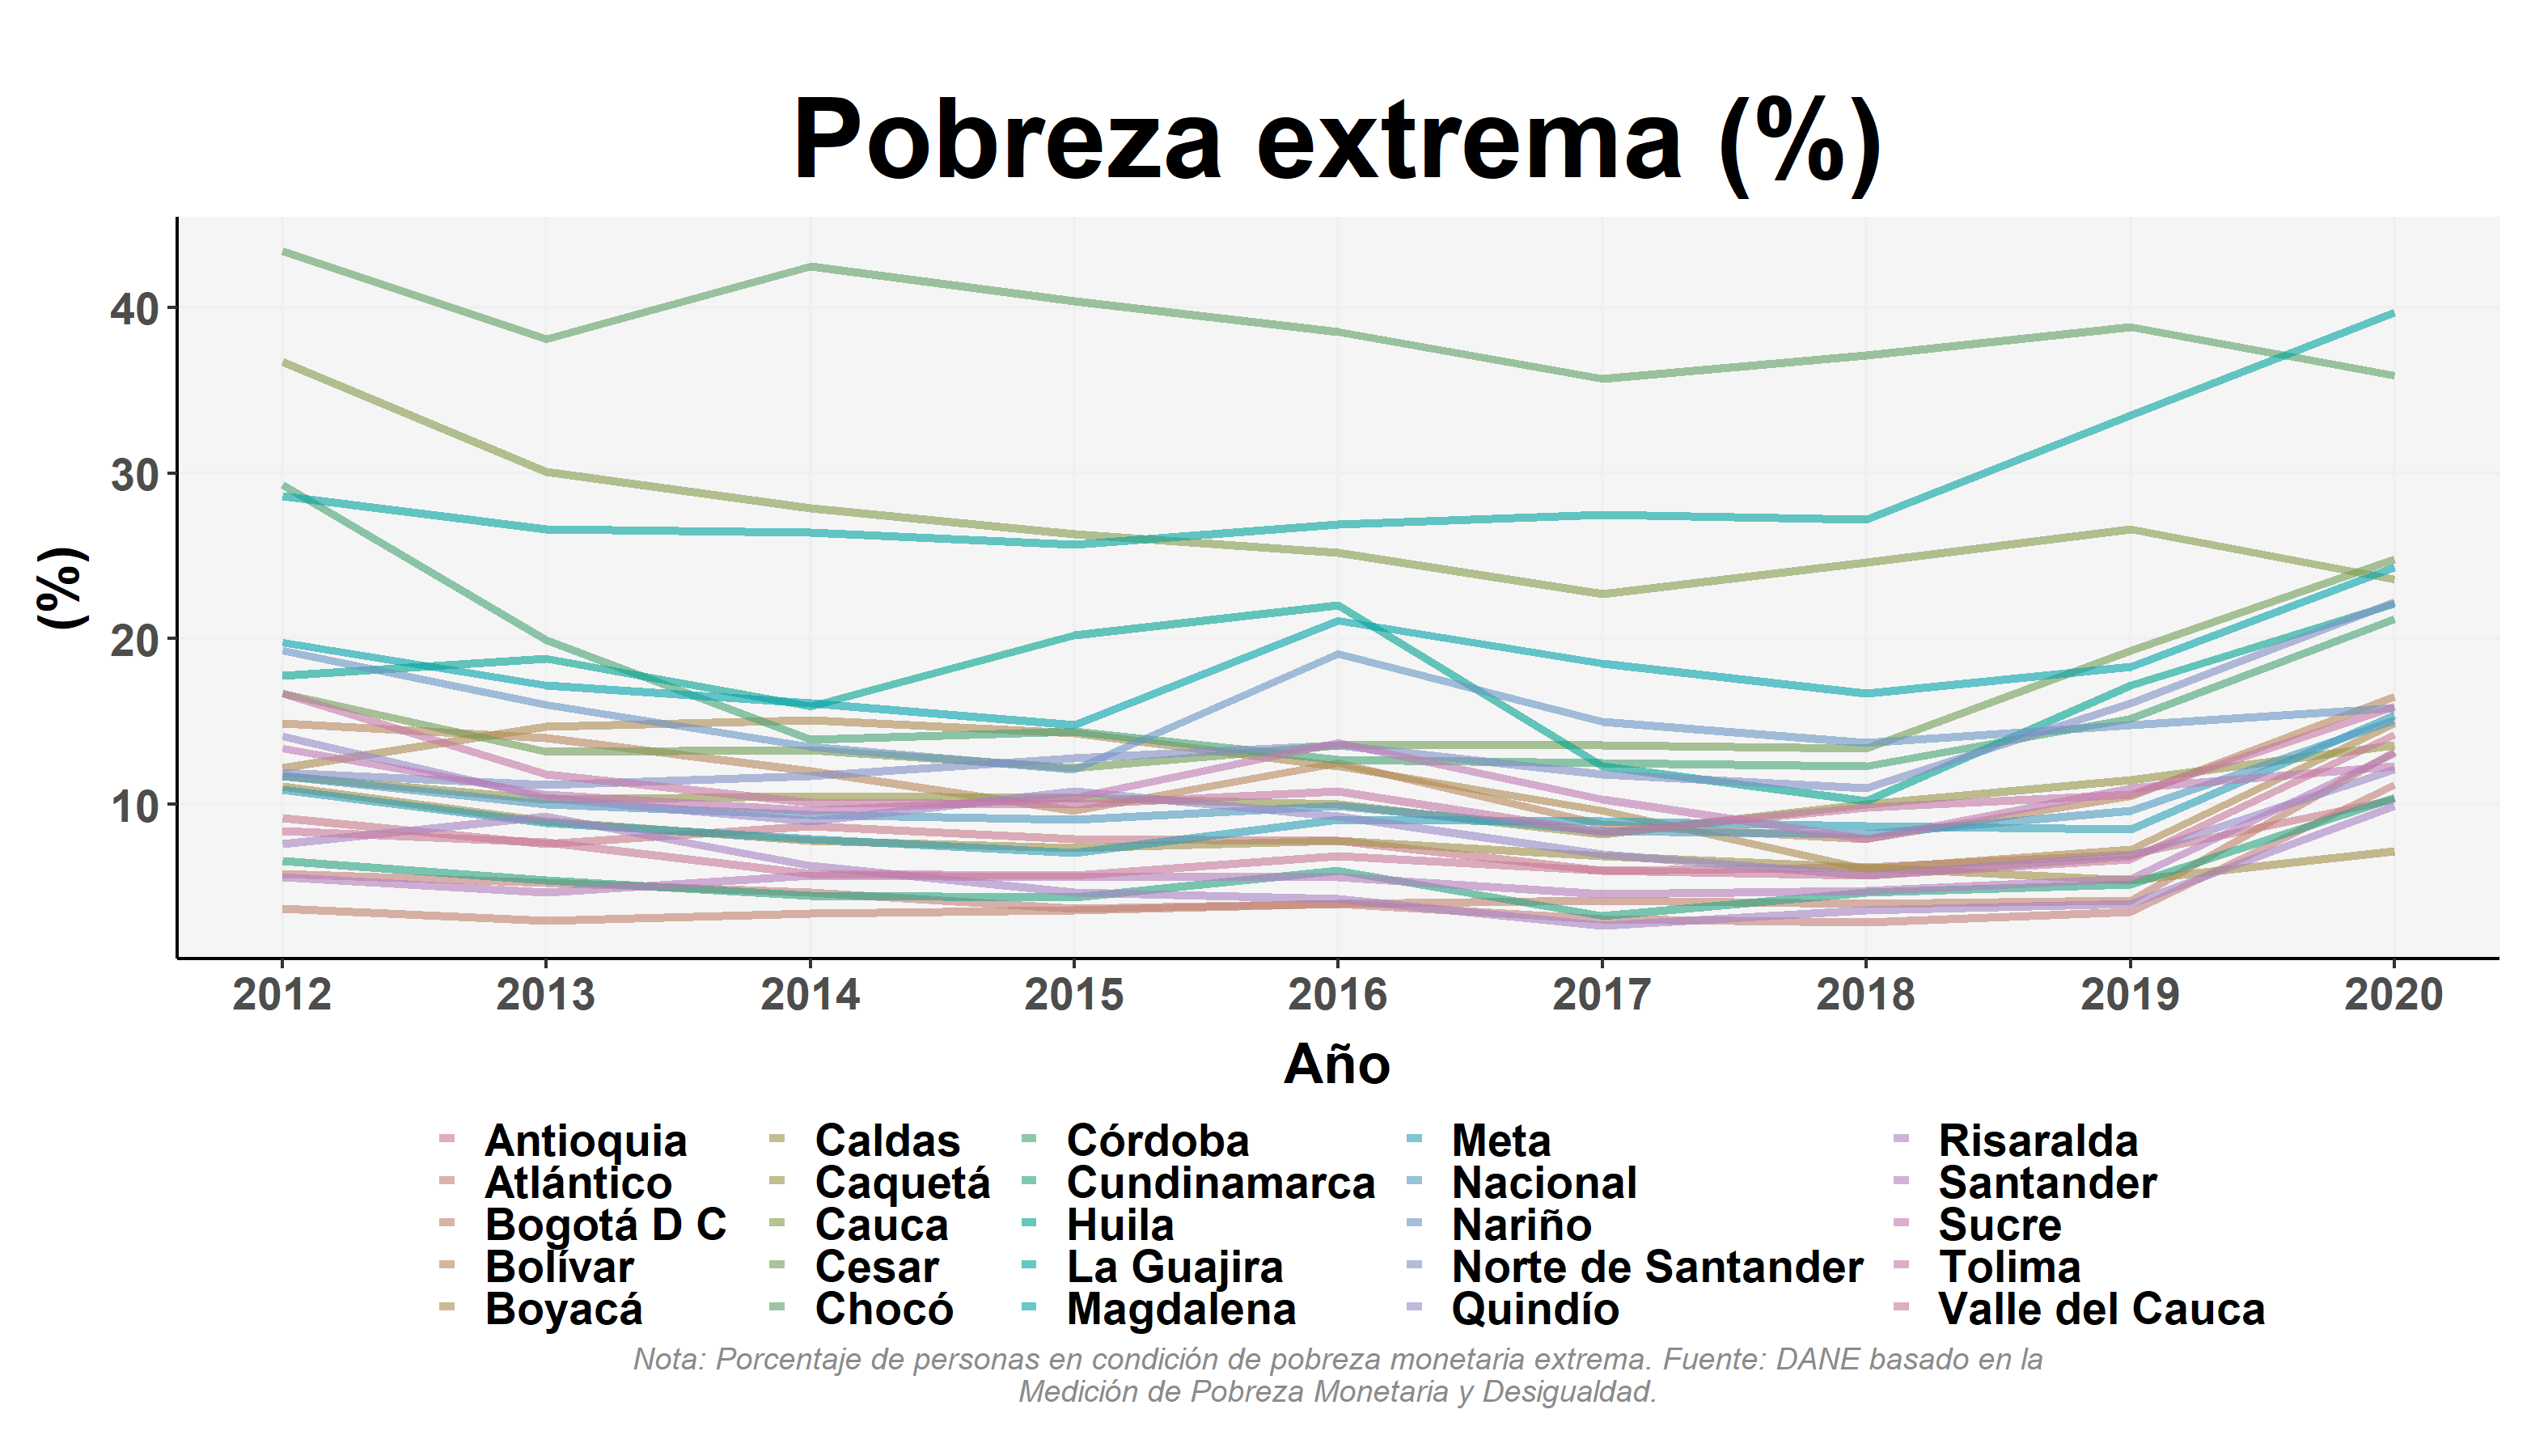 Pobreza extrema (%)
40
30
20
10
(%)
2012 2013 2014 2015 2016 2017 2018 2019 2020
Año
Antioquia Caldas Córdoba Meta Risaralda
Atlántico Caquetá Cundinamarca Nacional Santander
Bogotá D C Cauca Huila Nariño Sucre
Bolívar Cesar La Guajira Norte de Santander Tolima
Boyacá Chocó Magdalena Quindío Valle del Cauca
Nota: Porcentaje de personas en condición de pobreza monetaria extrema. Fuente: DANE basado en la
Medición de Pobreza Monetaria y Desigualdad.